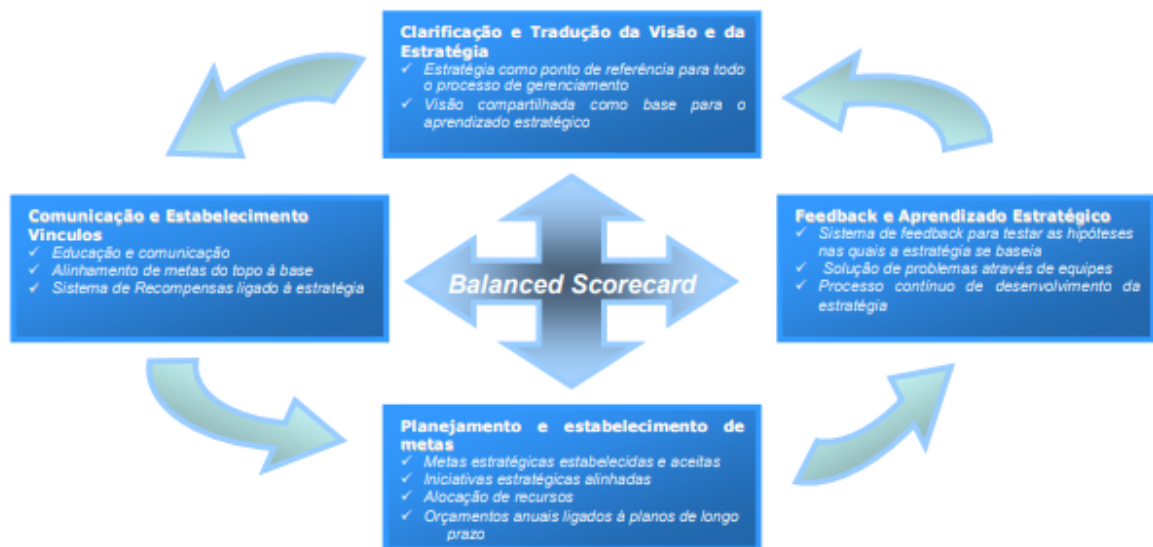 Clarificação e Tradução da Visão e da
Estratégia
✓ Estratégia como ponto de referência para todo
o processo de gerenciamento
✓ Visão compartilhada como base para o
aprendizado estratégico
Comunicação e Estabelecimento
Vinculos
✓ Educação e comunicação
✓ Alinhamento de metas do topo à base
✓ Sistema de Recompensas ligado à estratégia
Balanced Scorecard
Feedback e Aprendizado Estratégico
✓ Sistema de feedback para testar as hipóteses
nas quais a estratégia se baseia
✓ Solução de problemas através de equipes
✓ Processo contínuo de desenvolvimento da
estratégia
Planejamento e estabelecimento de
metas
✓ Metas estratégicas estabelecidas e aceitas
✓ Iniciativas estratégicas alinhadas
✓ Alocação de recursos
✓ Orçamentos anuais ligados à planos de longo
prazo